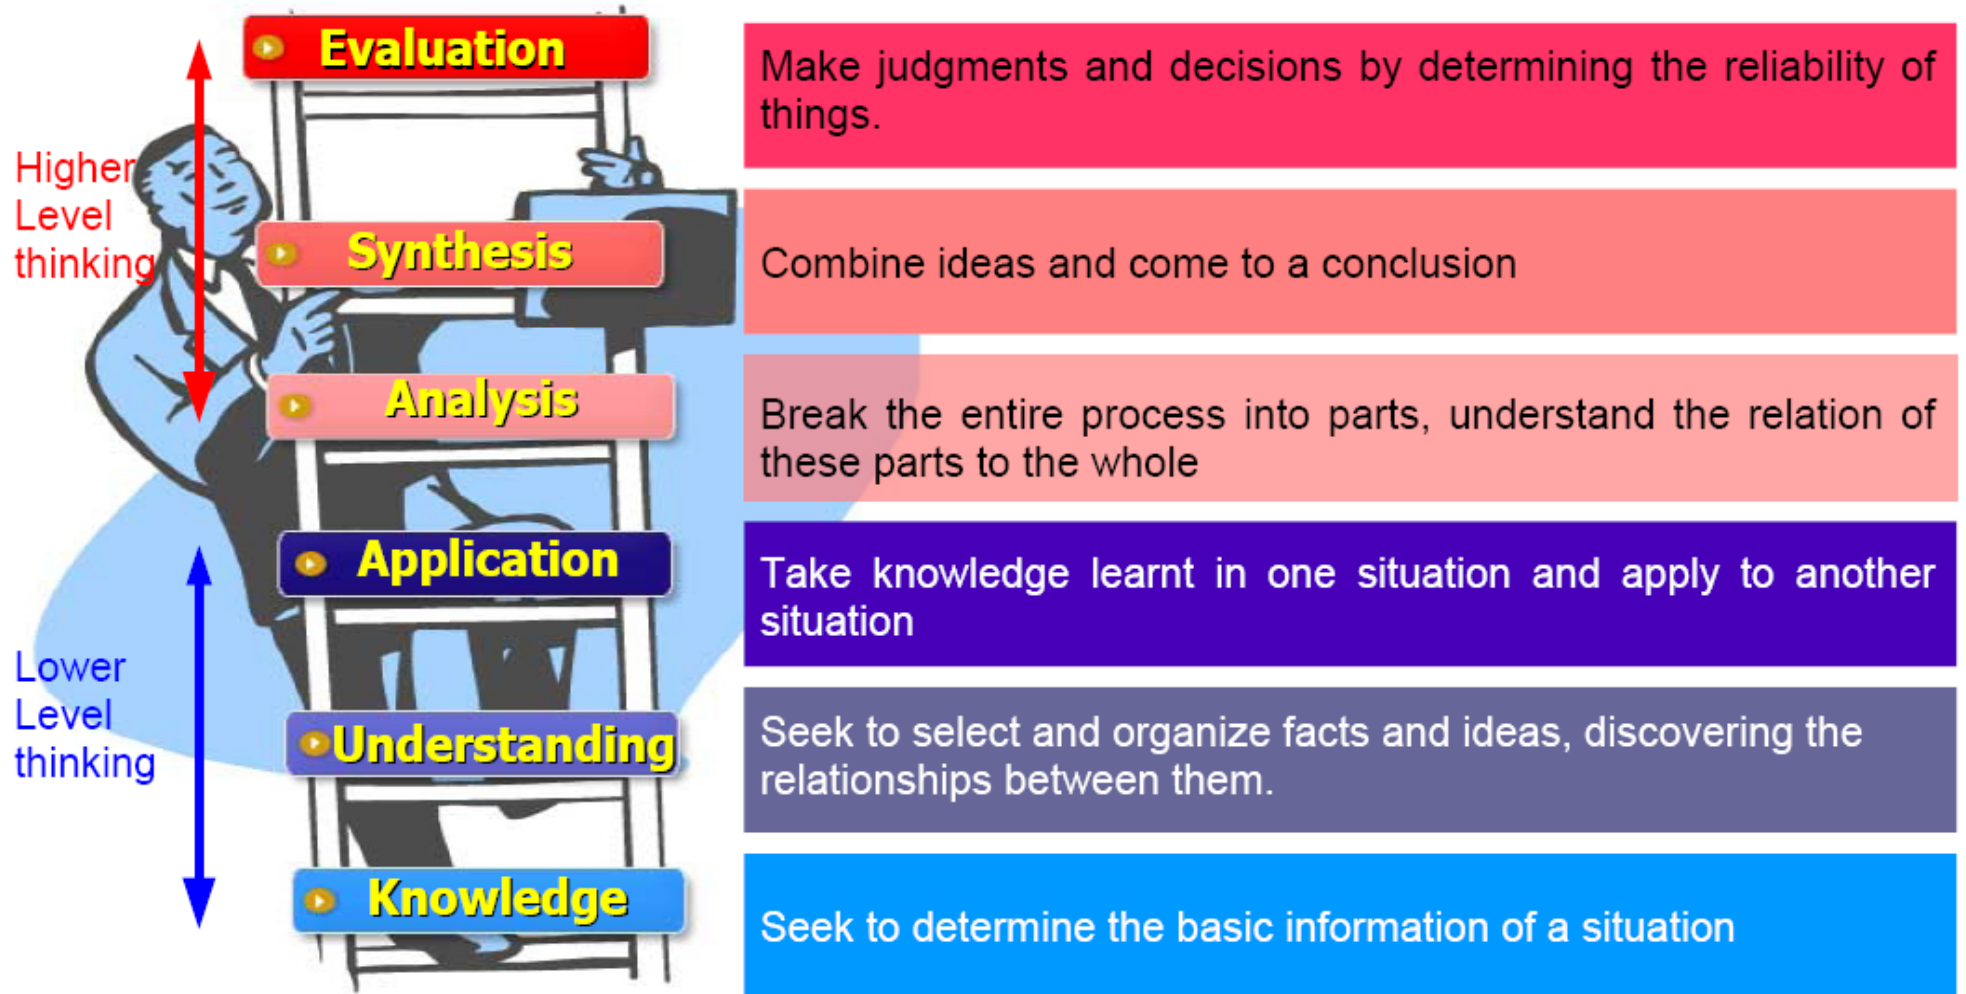 Evaluation
Make judgments and decisions by determining the reliability of
things.
Higher
Level
thinking
Synthesis
Combine ideas and come to a conclusion
Analysis
Break the entire process into parts, understand the relation of
these parts to the whole
Application
Take knowledge learnt in one situation and apply to another
situation
Lower
Level
thinking
Understanding
Seek to select and organize facts and ideas, discovering the
relationships between them.
Knowledge
Seek to determine the basic information of a situation